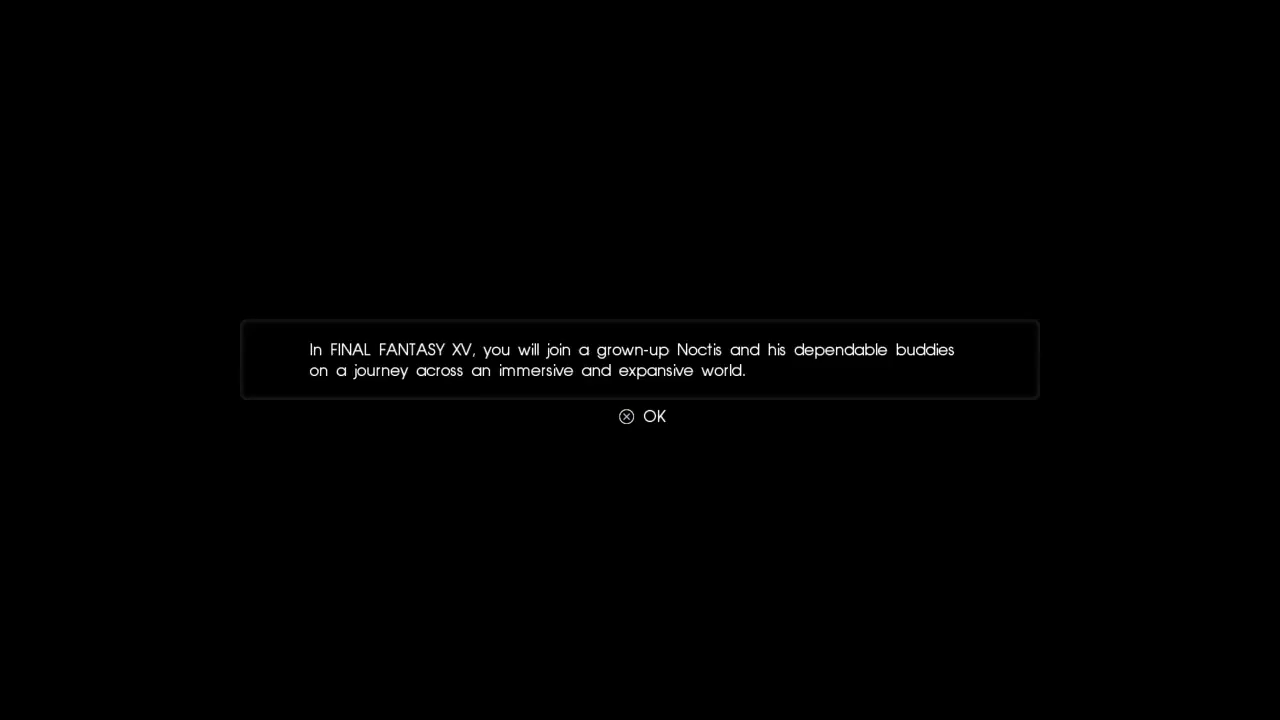 In FINAL FANTASY XV, you will join a grown-up Noctis and his dependable buddies
on a journey across an immersive and expansive world.
OK